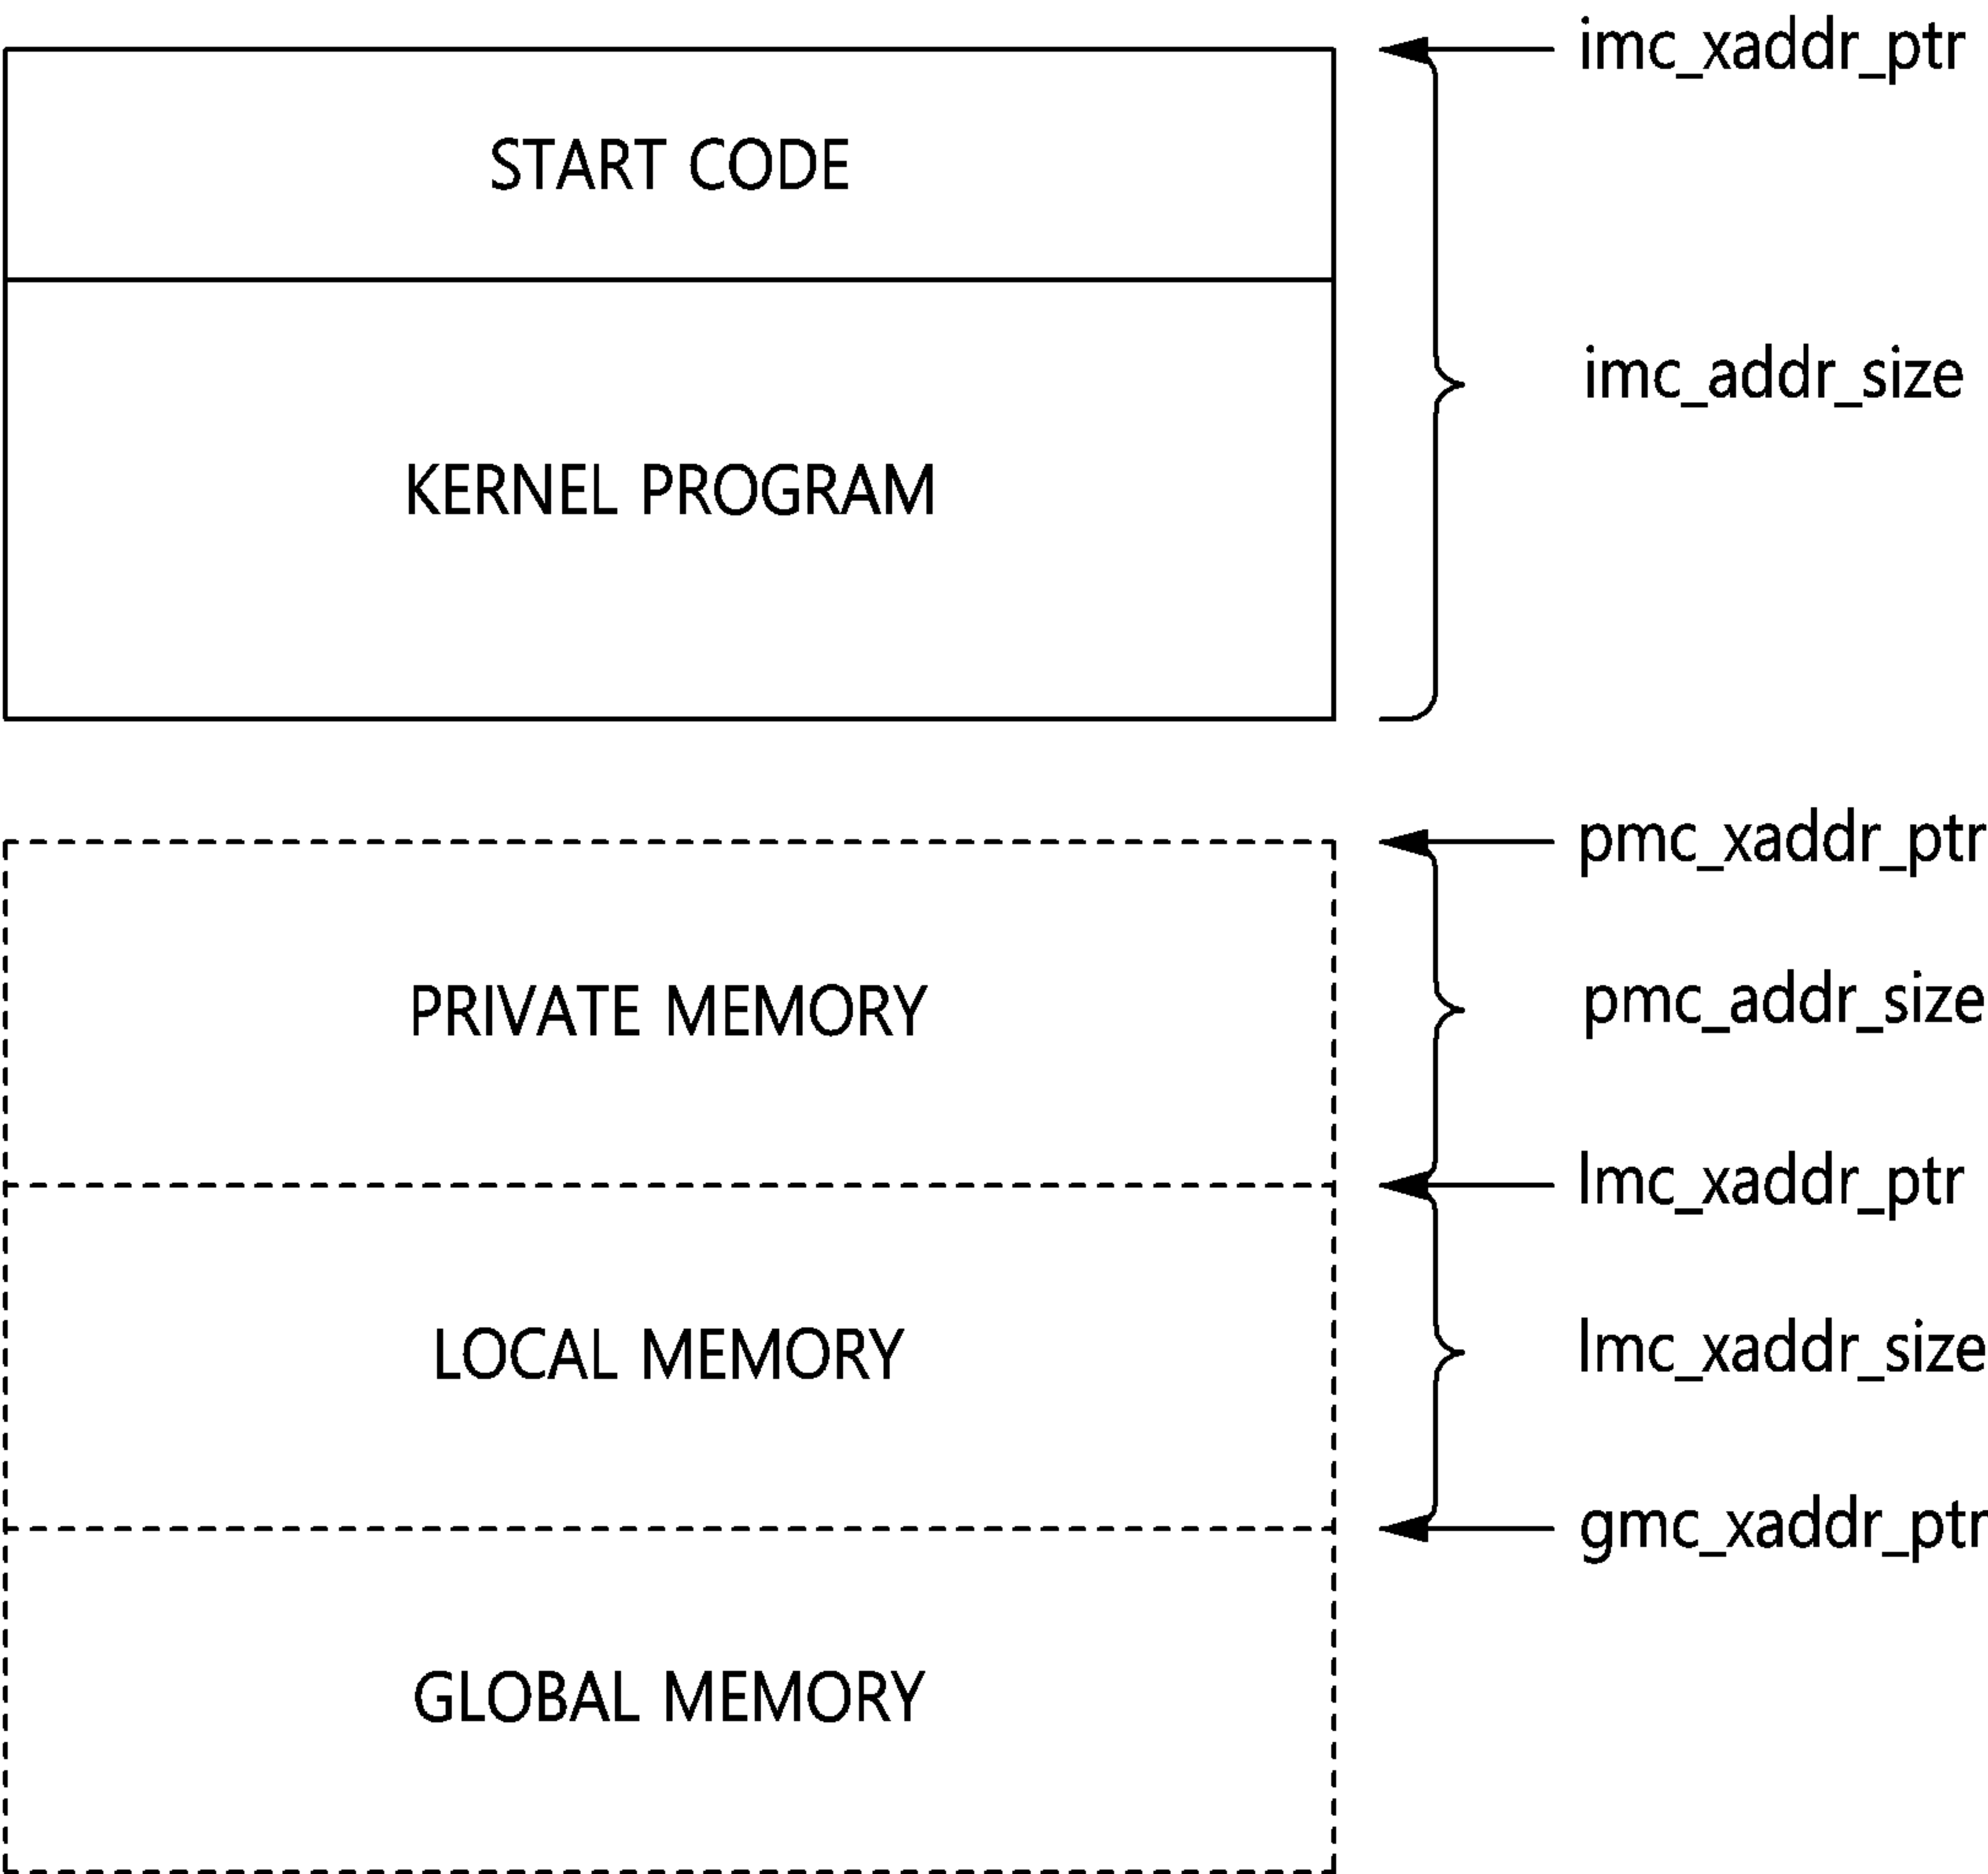 imc_xaddr_ptr
START CODE
imc_addr_size
KERNEL PROGRAM
pmc_xaddr_ptr
PRIVATE MEMORY
pmc_addr_size
lmc_xaddr_ptr
LOCAL MEMORY
lmc_xaddr_size
gmc_xaddr_ptr
GLOBAL MEMORY